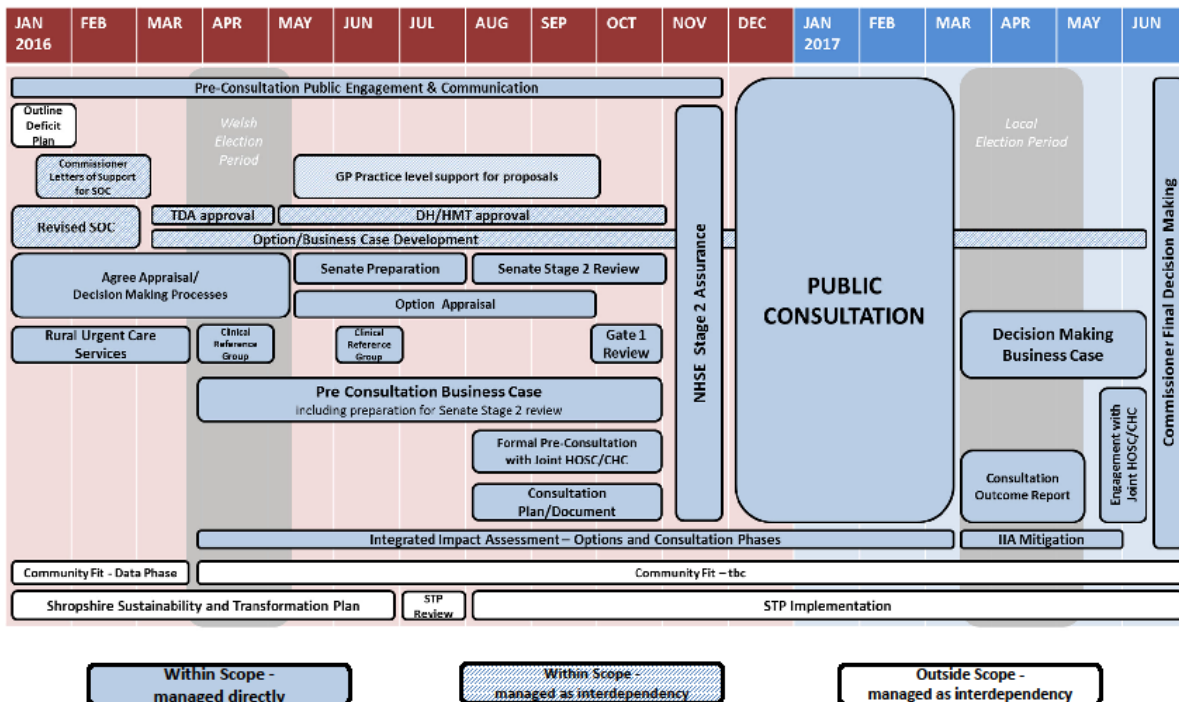 JAN FEB MAR APR MAY JUN JUL AUG SEP OCT NOV DEC JAN FEB MAR APR MAY JUN
2016 2017
Pre-Consultation Public Engagement & Communication
Outline
Deficit
Plan
Welsh
Election
Period
Local
Election Period
Commissioner
Letters of Support
for SOC
GP Practice level support for proposals
Revised SOC
TDA approval
DH/HMT approval
Option/Business Case Development
Agree Appraisal/
Decision Making Processes
Senate Preparation
Senate Stage 2 Review
Option Appraisal
Rural Urgent Care
Services
Clinical
Reference
Group
Clinical
Reference
Group
Gate 1
Review
Pre Consultation Business Case
including preparation for Senate Stage 2 review
Formal Pre-Consultation
with Joint HOSC/CHC
Consultation
Plan/Document
NHSE Stage 2 Assurance
PUBLIC
CONSULTATION
Decision Making
Business Case
Consultation
Outcome Report
Engagement with
Joint HOSC/CHC
Commissioner Final Decision Making
Integrated Impact Assessment – Options and Consultation Phases
IIA Mitigation
Community Fit - Data Phase
Community Fit – tbc
Shropshire Sustainability and Transformation Plan
STP
Review
STP Implementation
Within Scope -
managed directly
Within Scope -
managed as interdependency
Outside Scope -
managed as interdependency